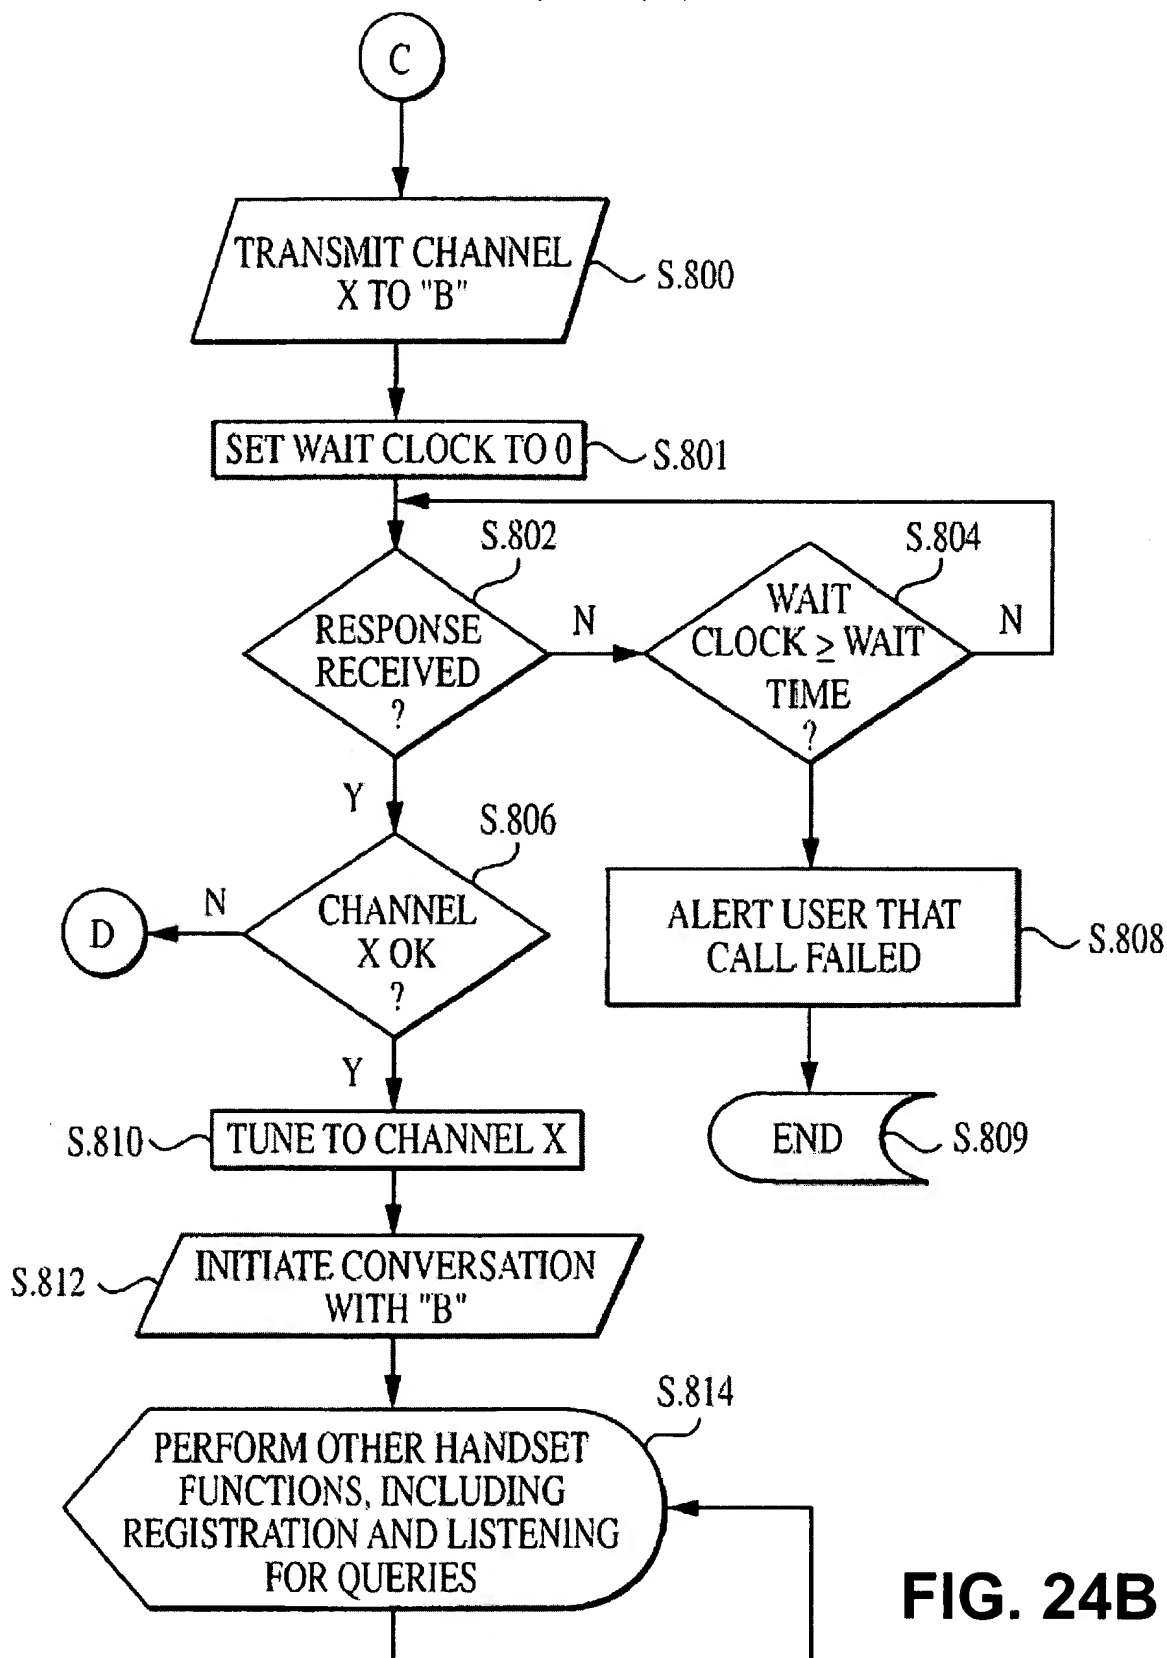 C
TRANSMIT CHANNEL
X TO "B"
S.800
SET WAIT CLOCK TO 0
S.801
S.802
RESPONSE
RECEIVED
?
N
Y
S.804
WAIT
CLOCK ≥ WAIT
TIME
?
N
S.806
CHANNEL
X OK
?
N
D
Y
ALERT USER THAT
CALL FAILED
S.808
END
S.809
S.810
TUNE TO CHANNEL X
S.812
INITIATE CONVERSATION
WITH "B"
S.814
PERFORM OTHER HANDSET
FUNCTIONS, INCLUDING
REGISTRATION AND LISTENING
FOR QUERIES
FIG. 24B